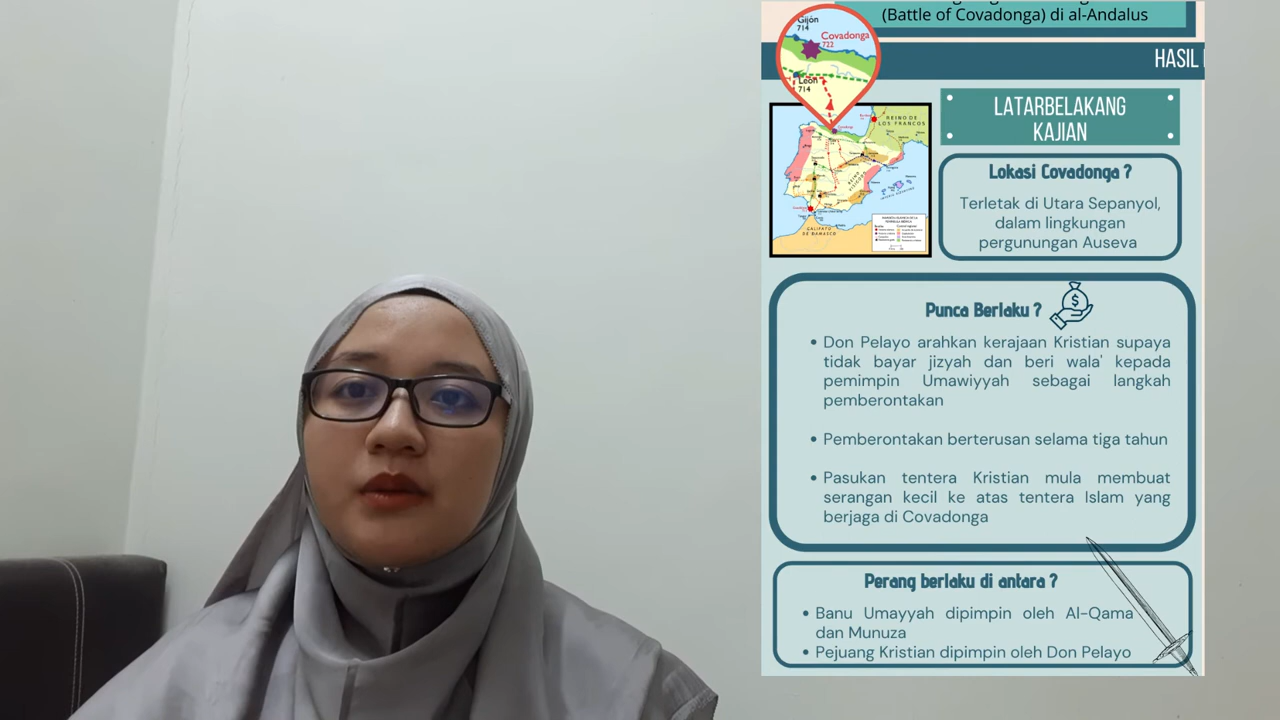 (Battle of Covadonga) di al-Andalus
HASIL
Gijón
714
Covadonga
722
León
714
REINO DE
LOS FRANCOS
CALIFATO
DE DAMASCO
LATARBELAKANG
KAJIAN
Lokasi Covadonga ?
Terletak di Utara Sepanyol,
dalam lingkungan
pergunungan Auseva
Punca Berlaku ?
• Don Pelayo arahkan kerajaan Kristian supaya
tidak bayar jizyah dan beri wala' kepada
pemimpin Umawiyyah sebagai langkah
pemberontakan
• Pemberontakan berterusan selama tiga tahun
• Pasukan tentera Kristian mula membuat
serangan kecil ke atas tentera Islam yang
berjaga di Covadonga
Perang berlaku di antara ?
• Banu Umayyah dipimpin oleh Al-Qama
dan Munuza
• Pejuang Kristian dipimpin oleh Don Pelayo